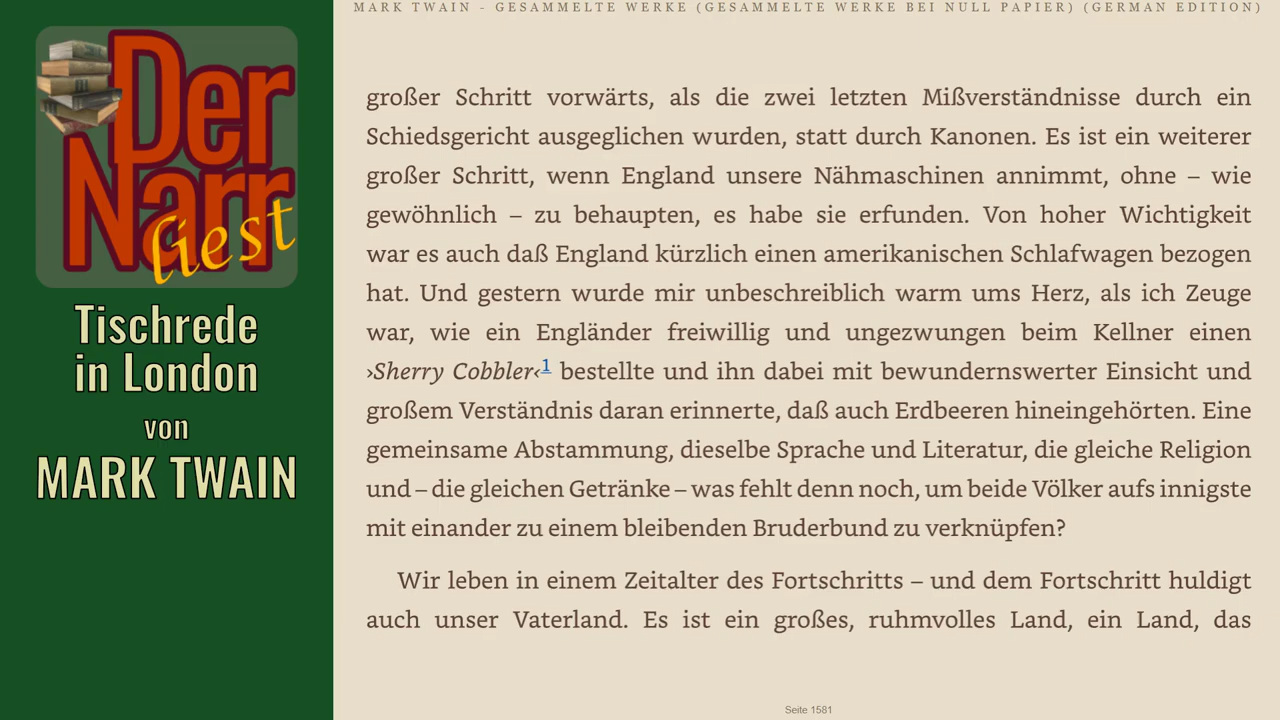 Der
Narr
liest
Tischrede
in London
von
MARK TWAIN
MARK TWAIN - GESAMMELTE WERKE (GESAMMELTE WERKE BEI NULL PAPIER) (GERMAN EDITION)
großer Schritt vorwärts, als die zwei letzten Mißverständnisse durch ein
Schiedsgericht ausgeglichen wurden, statt durch Kanonen. Es ist ein weiterer
großer Schritt, wenn England unsere Nähmaschinen annimmt, ohne – wie
gewöhnlich – zu behaupten, es habe sie erfunden. Von hoher Wichtigkeit
war es auch daß England kürzlich einen amerikanischen Schlafwagen bezogen
hat. Und gestern wurde mir unbeschreiblich warm ums Herz, als ich Zeuge
war, wie ein Engländer freiwillig und ungezwungen beim Kellner einen
›Sherry Cobbler‹1 bestellte und ihn dabei mit bewundernswerter Einsicht und
großem Verständnis daran erinnerte, daß auch Erdbeeren hineingehörten. Eine
gemeinsame Abstammung, dieselbe Sprache und Literatur, die gleiche Religion
und – die gleichen Getränke – was fehlt denn noch, um beide Völker aufs innigste
mit einander zu einem bleibenden Bruderbund zu verknüpfen?
Wir leben in einem Zeitalter des Fortschritts – und dem Fortschritt huldigt
auch unser Vaterland. Es ist ein großes, ruhmvolles Land, ein Land, das
Seite 1581